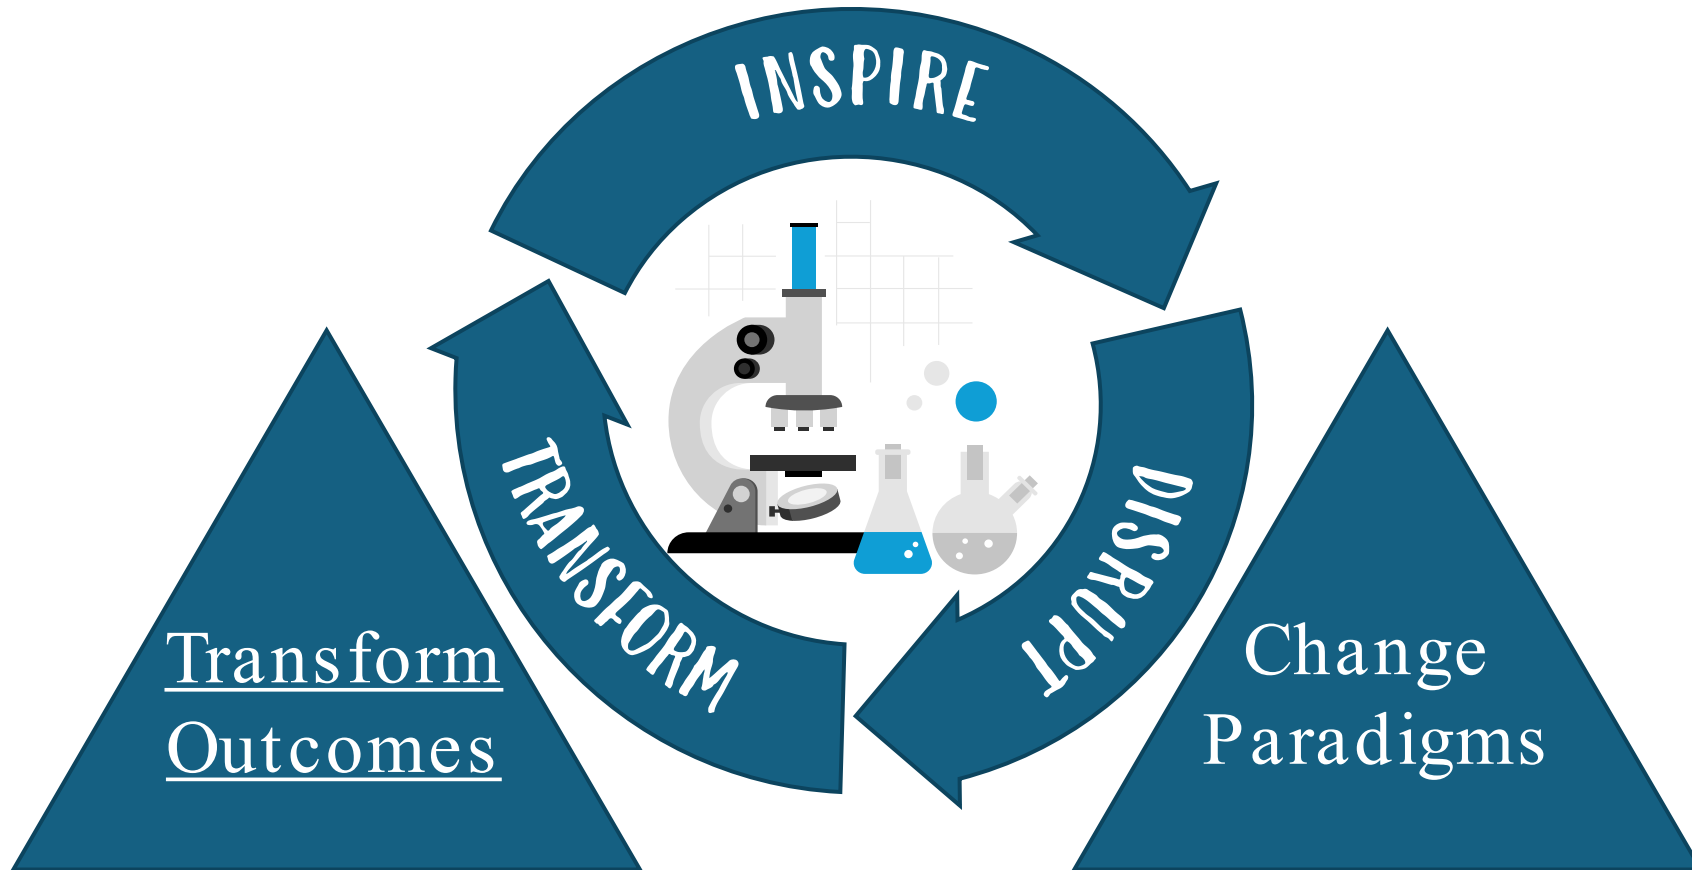 INSPIRE
DISRUPT
TRANSFORM
Transform
Outcomes
Change
Paradigms